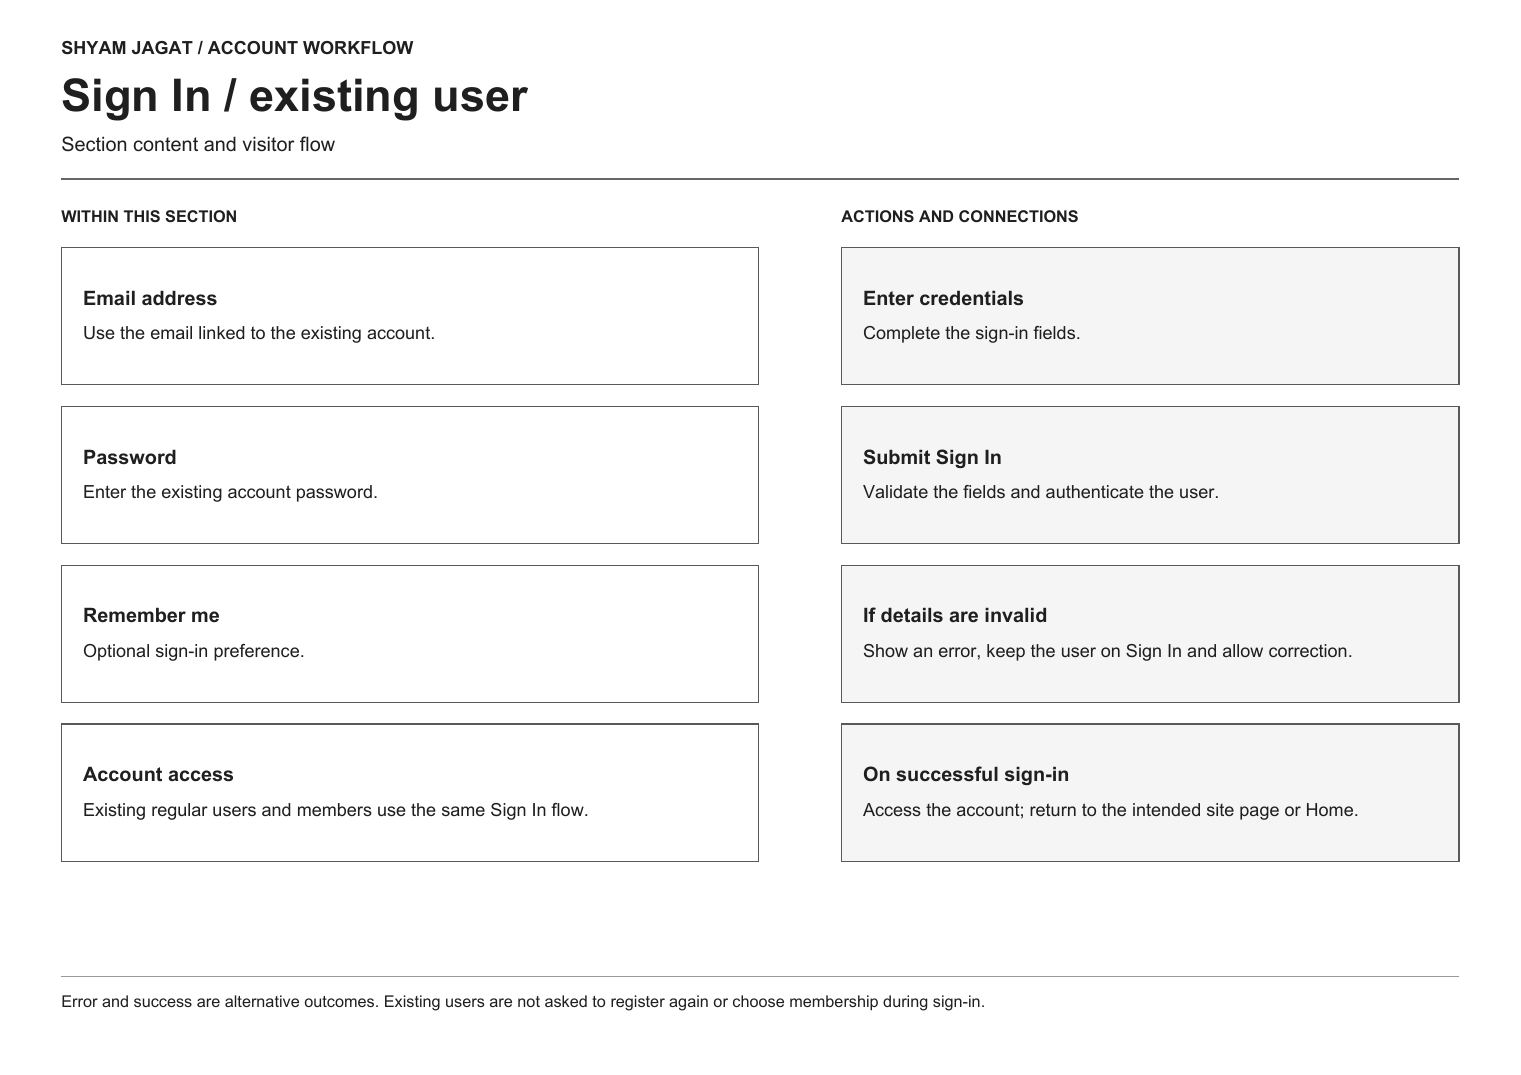 SHYAM JAGAT / ACCOUNT WORKFLOW
Sign In / existing user
Section content and visitor flow
WITHIN THIS SECTION
Email address
Use the email linked to the existing account.
Password
Enter the existing account password.
Remember me
Optional sign-in preference.
Account access
Existing regular users and members use the same Sign In flow.
ACTIONS AND CONNECTIONS
Enter credentials
Complete the sign-in fields.
Submit Sign In
Validate the fields and authenticate the user.
If details are invalid
Show an error, keep the user on Sign In and allow correction.
On successful sign-in
Access the account; return to the intended site page or Home.
Error and success are alternative outcomes. Existing users are not asked to register again or choose membership during sign-in.